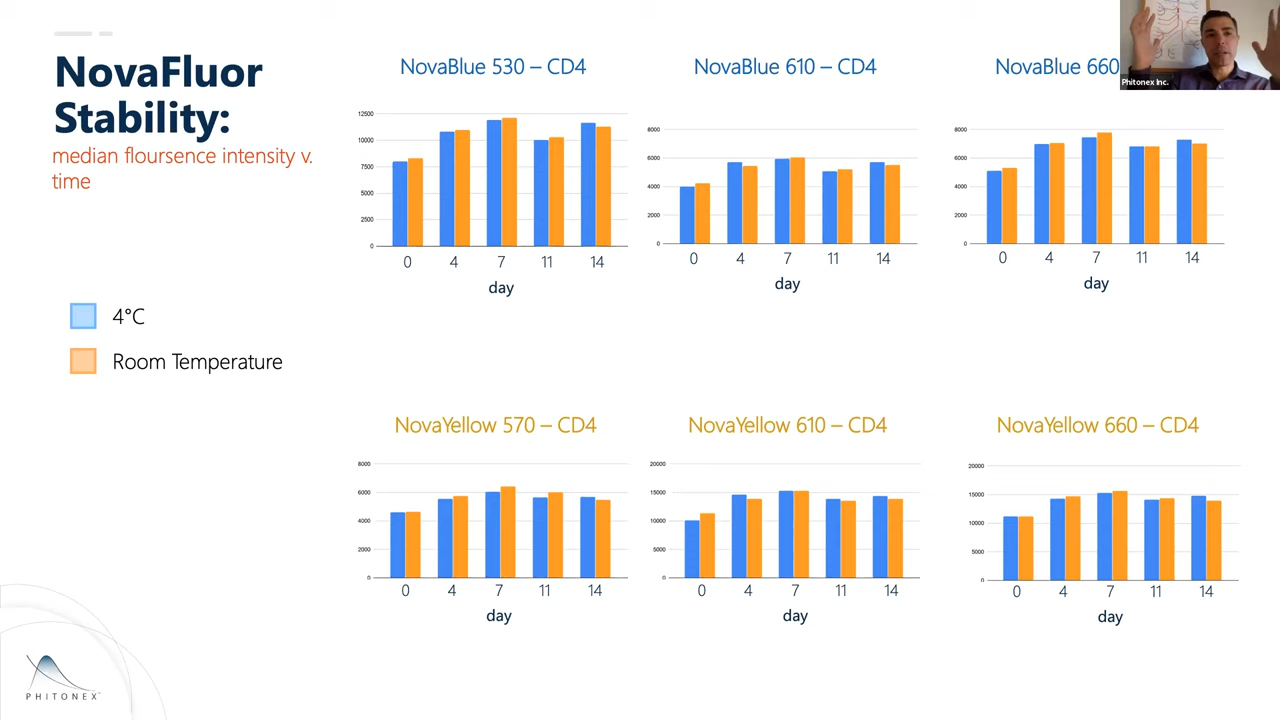 NovaFluor
Stability:
median floursence intensity v.
time
4°C
Room Temperature
NovaBlue 530 – CD4
12500
10000
7500
5000
2500
0
0 4 7 11 14
day
NovaBlue 610 – CD4
8000
6000
4000
2000
0
0 4 7 11 14
day
NovaBlue 660
8000
6000
4000
2000
0
0 4 7 11 14
day
Phitonex Inc.
NovaYellow 570 – CD4
8000
6000
4000
2000
0
0 4 7 11 14
day
NovaYellow 610 – CD4
20000
15000
10000
5000
0
0 4 7 11 14
day
NovaYellow 660 – CD4
20000
15000
10000
5000
0
0 4 7 11 14
day
PHITONEX